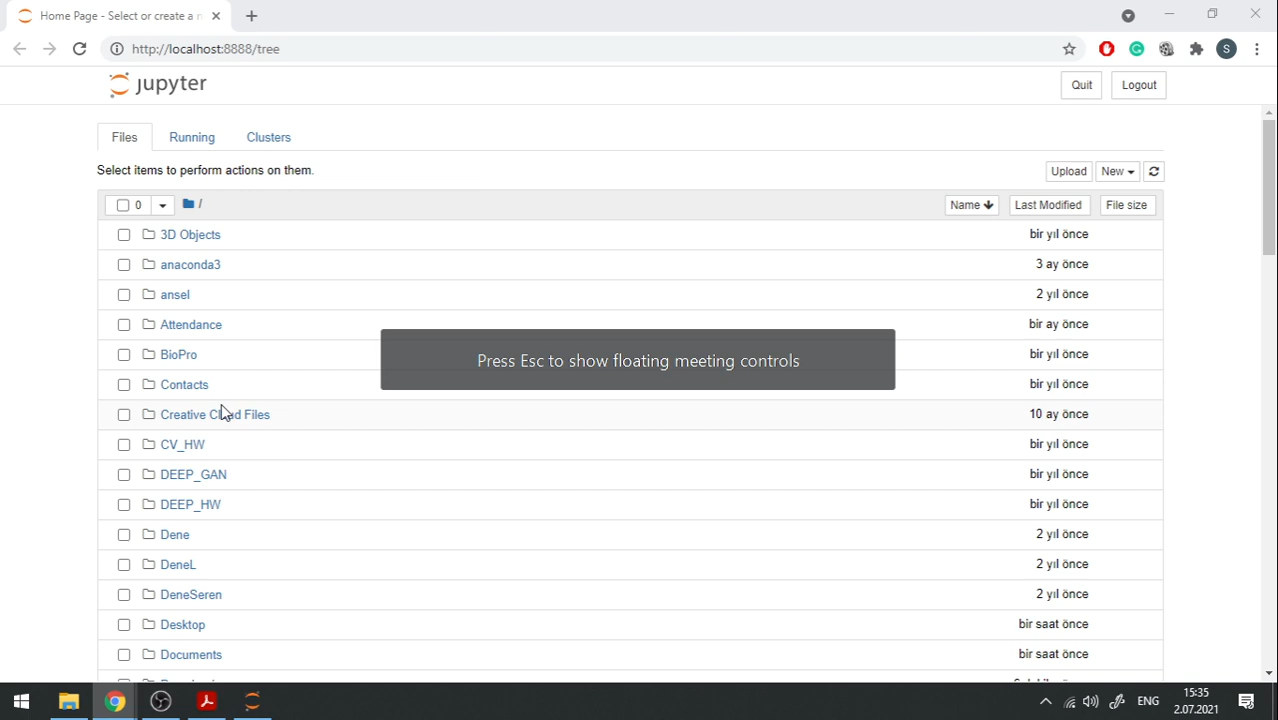 Home Page - Select or create a n
http://localhost:8888/tree
S
jupyter
Quit
Logout
Files
Running
Clusters
Select items to perform actions on them.
Upload
New
0
/
Name
Last Modified
File size
3D Objects
bir yıl önce
anaconda3
3 ay önce
ansel
2 yıl önce
Attendance
bir ay önce
BioPro
bir yıl önce
Press Esc to show floating meeting controls
Contacts
bir yıl önce
Creative Cloud Files
10 ay önce
CV_HW
bir yıl önce
DEEP_GAN
bir yıl önce
DEEP_HW
bir yıl önce
Dene
2 yıl önce
DeneL
2 yıl önce
DeneSeren
2 yıl önce
Desktop
bir saat önce
Documents
bir saat önce
ENG
15:35
2.07.2021